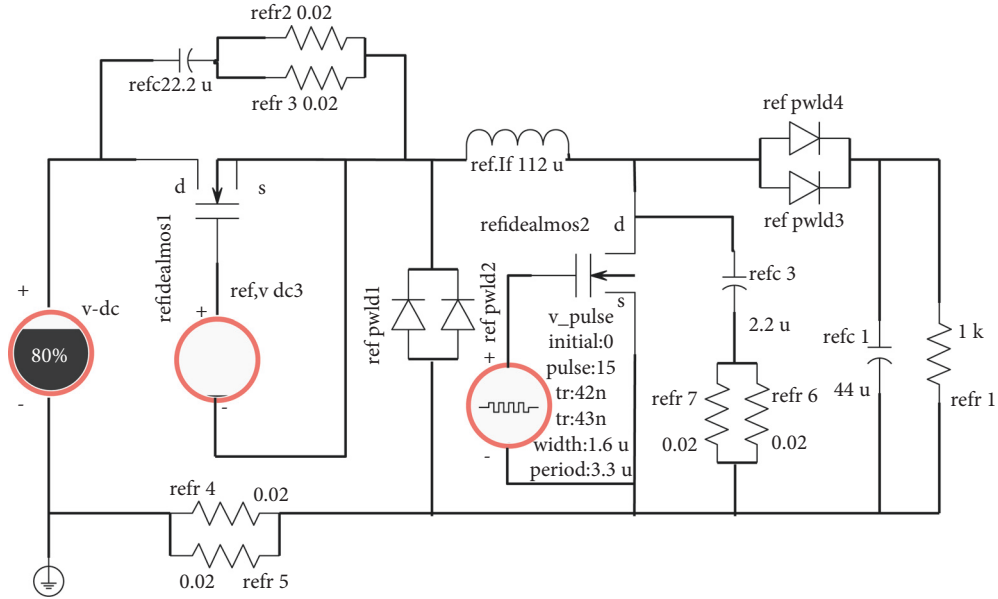 refr2 0.02
refc22.2 u
refr 3 0.02
d
s
refidealmos1
ref,v dc3
+
-
+
v-dc
80%
-
ref.If 112 u
ref pwld4
ref pwld3
refidealmos2
d
s
ref pwld1
ref pwld2
+
-
v_pulse
initial:0
pulse:15
tr:42n
tr:43n
width:1.6 u
period:3.3 u
refc 3
2.2 u
refr 7
refr 6
0.02
0.02
refc 1
44 u
1 k
refr 1
refr 4
0.02
0.02
refr 5